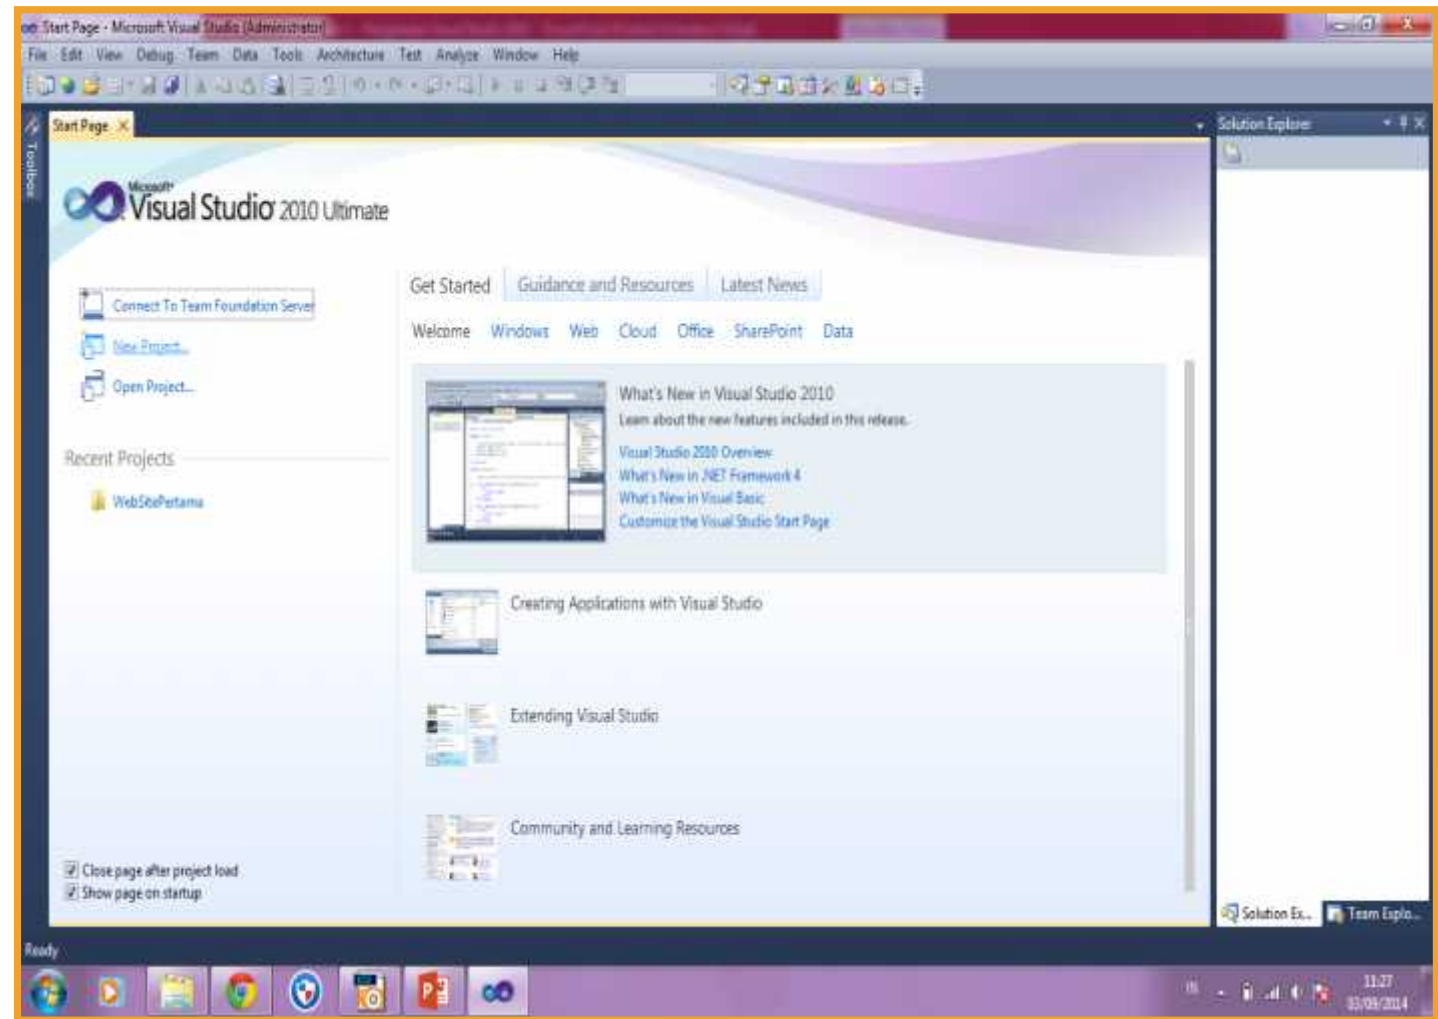 Start Page - Microsoft Visual Studio (Administrator)
File Edit View Debug Team Data Tools Architecture Test Analyze Window Help
Toolbox
Start Page
Solution Explorer
Microsoft
Visual Studio 2010 Ultimate
Connect To Team Foundation Server
New Project...
Open Project...
Recent Projects
WebSitePertama
Get Started Guidance and Resources Latest News
Welcome Windows Web Cloud Office SharePoint Data
What's New in Visual Studio 2010
Learn about the new features included in this release.
Visual Studio 2010 Overview
What's New in .NET Framework 4
What's New in Visual Basic
Customize the Visual Studio Start Page
Creating Applications with Visual Studio
Extending Visual Studio
Community and Learning Resources
Close page after project load
Show page on startup
Solution Ex... Team Explo...
Ready
11:27
03/09/2014